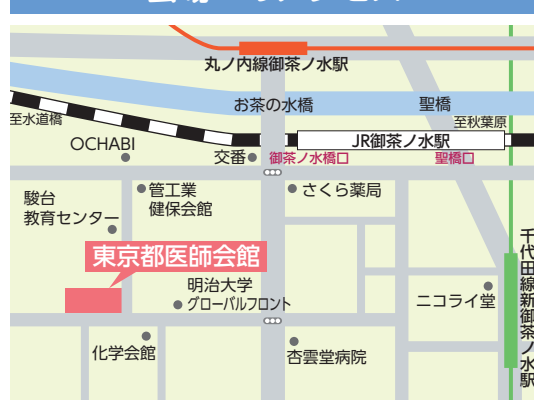 丸ノ内線御茶ノ水駅
お茶の水橋
聖橋
至水道橋
至秋葉原
OCHABI
JR御茶ノ水駅
交番
御茶ノ水橋口
聖橋口
管工業
健保会館
さくら薬局
駿台
教育センター
千代田線新御茶ノ水駅
東京都医師会館
明治大学
グローバルフロント
ニコライ堂
化学会館
杏雲堂病院